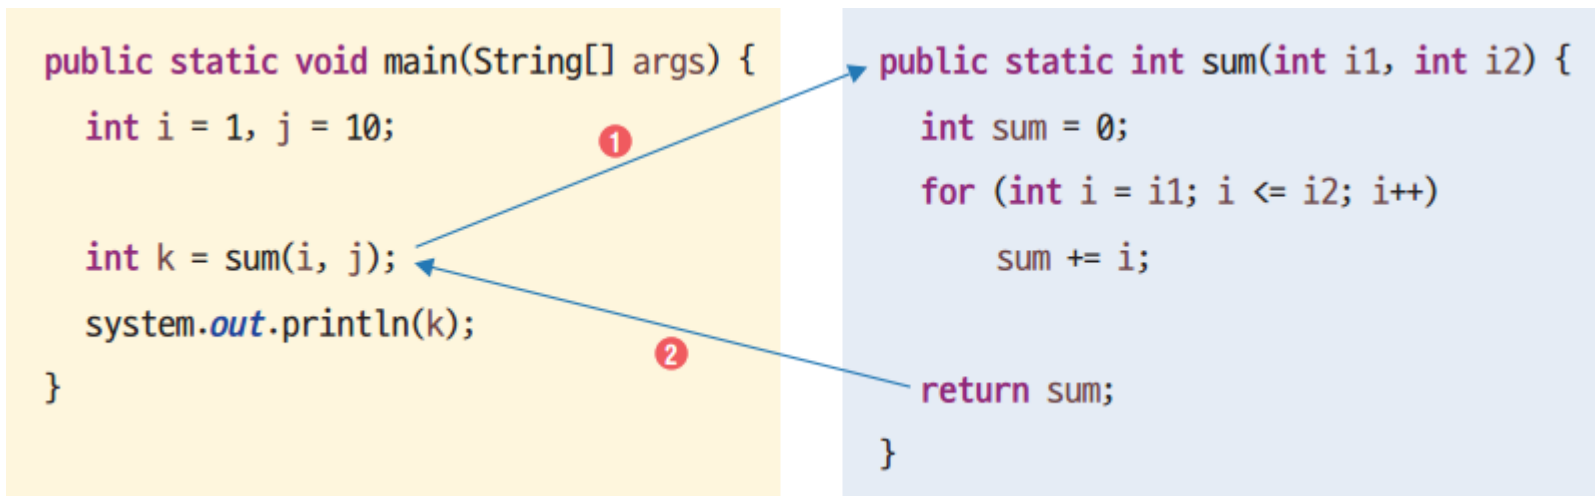 public static void main(String[] args) {
int i = 1, j = 10;
int k = sum(i, j);
system.out.println(k);
}
1
2
public static int sum(int i1, int i2) {
int sum = 0;
for (int i = i1; i <= i2; i++)
sum += i;
return sum;
}